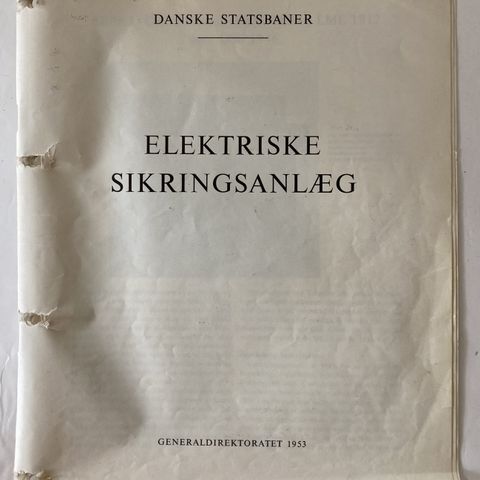 DANSKE STATSBANER
ELEKTRISKE
SIKRINGSANLÆG
GENERALDIREKTORATET 1953